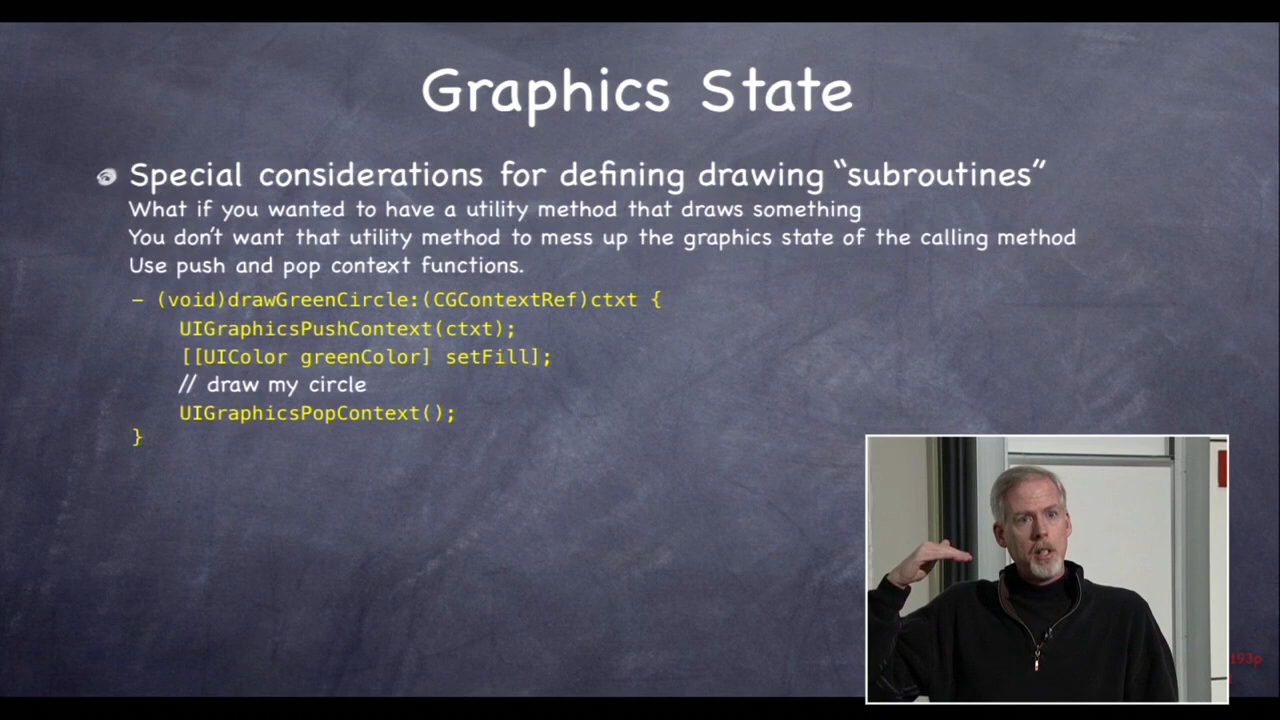 Graphics State
Special considerations for defining drawing “subroutines”
What if you wanted to have a utility method that draws something
You don’t want that utility method to mess up the graphics state of the calling method
Use push and pop context functions.
- (void)drawGreenCircle:(CGContextRef)ctxt {
UIGraphicsPushContext(ctxt);
[[UIColor greenColor] setFill];
// draw my circle
UIGraphicsPopContext();
}
193p